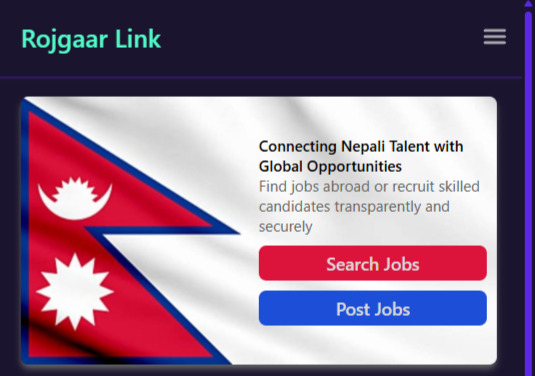 Rojgaar Link
Connecting Nepali Talent with
Global Opportunities
Find jobs abroad or recruit skilled
candidates transparently and
securely
Search Jobs
Post Jobs